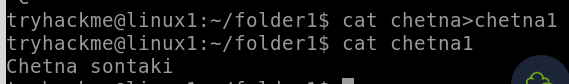 tryhackme@linux1:~/folder1$ cat chetna>chetna1
tryhackme@linux1:~/folder1$ cat chetna1
Chetna sontaki